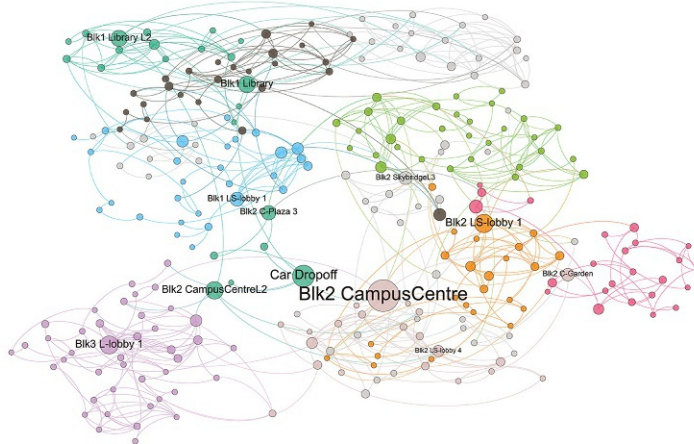 Blk1 Library L2
Blk1 Library
Blk2 SkybridgeL3
Blk1 LS-lobby 1
Blk2 C-Plaza 3
Blk2 LS-lobby 1
Car Dropoff
Blk2 C-Garden
Blk2 CampusCentreL2
Blk2 CampusCentre
Blk3 L-lobby 1
Blk2 LS-lobby 4